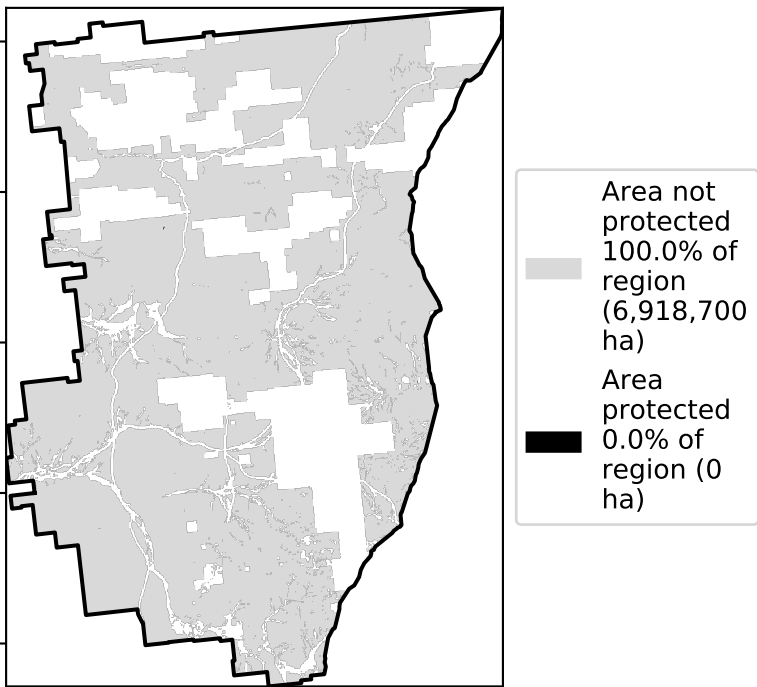 Area not
protected
100.0% of
region
(6,918,700
ha)
Area
protected
0.0% of
region (0
ha)